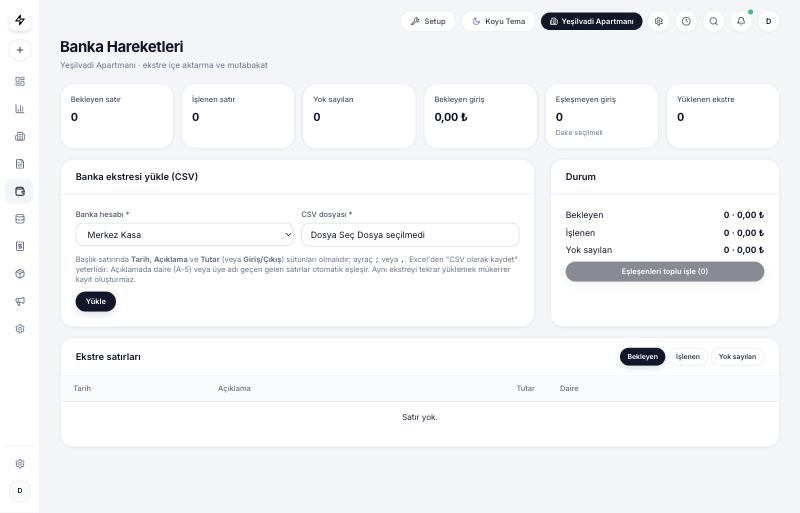 Setup
Koyu Tema
Yeşilvadi Apartmanı
D
Banka Hareketleri
Yeşilvadi Apartmanı · ekstre içe aktarma ve mutabakat
Bekleyen satır
0
İşlenen satır
0
Yok sayılan
0
Bekleyen giriş
0,00 ₺
Eşleşmeyen giriş
0
Daire seçilmeli
Yüklenen ekstre
0
Banka ekstresi yükle (CSV)
Banka hesabı *
CSV dosyası *
Merkez Kasa
Dosya Seç Dosya seçilmedi
Başlık satırında Tarih, Açıklama ve Tutar (veya Giriş/Çıkış) sütunları olmalıdır; ayraç ; veya ,. Excel'den "CSV olarak kaydet"
yeterlidir. Açıklamada daire (A-5) veya üye adı geçen gelen satırlar otomatik eşleşir. Aynı ekstreyi tekrar yüklemek mükerrer
kayıt oluşturmaz.
Yükle
Durum
Bekleyen 0 · 0,00 ₺
İşlenen 0 · 0,00 ₺
Yok sayılan 0 · 0,00 ₺
Eşleşenleri toplu işle (0)
Ekstre satırları
Bekleyen
İşlenen
Yok sayılan
Tarih Açıklama Tutar Daire
Satır yok.
D